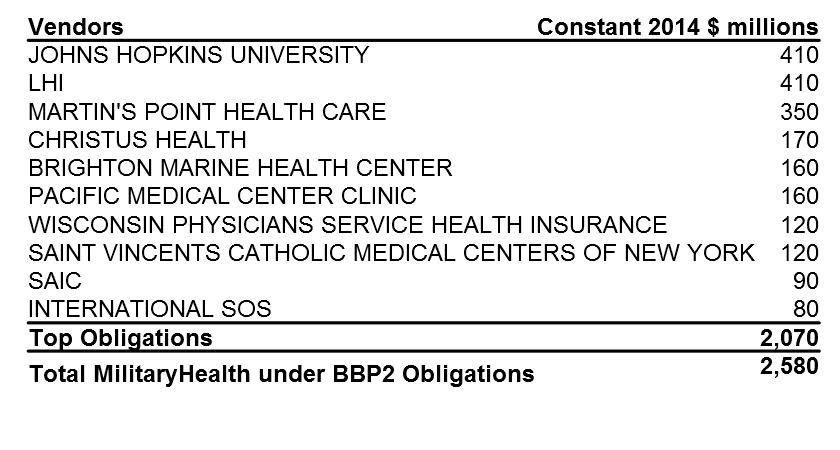 Vendors Constant 2014 $ millions
JOHNS HOPKINS UNIVERSITY 410
LHI 410
MARTIN'S POINT HEALTH CARE 350
CHRISTUS HEALTH 170
BRIGHTON MARINE HEALTH CENTER 160
PACIFIC MEDICAL CENTER CLINIC 160
WISCONSIN PHYSICIANS SERVICE HEALTH INSURANCE 120
SAINT VINCENTS CATHOLIC MEDICAL CENTERS OF NEW YORK 120
SAIC 90
INTERNATIONAL SOS 80
Top Obligations 2,070
Total MilitaryHealth under BBP2 Obligations 2,580